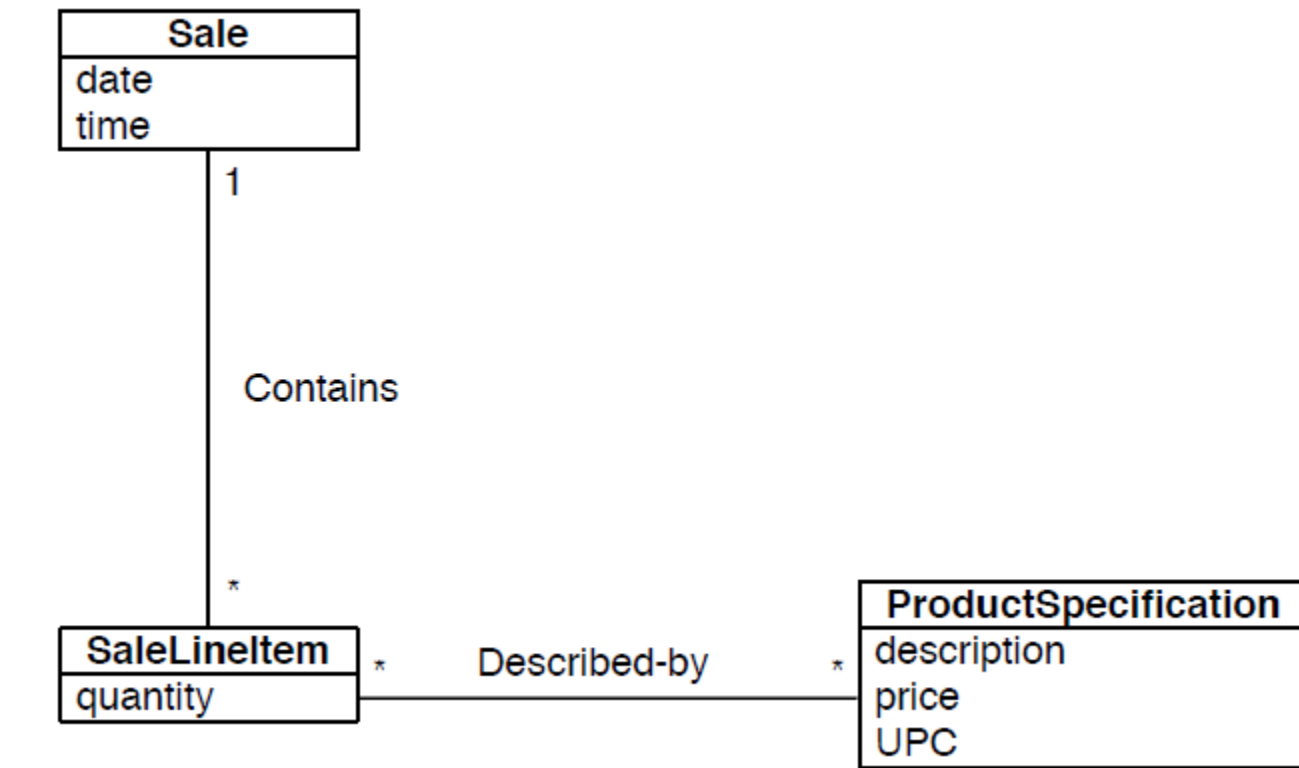 Sale
date
time
1
Contains
*
SaleLineItem
quantity
* Described-by *
ProductSpecification
description
price
UPC